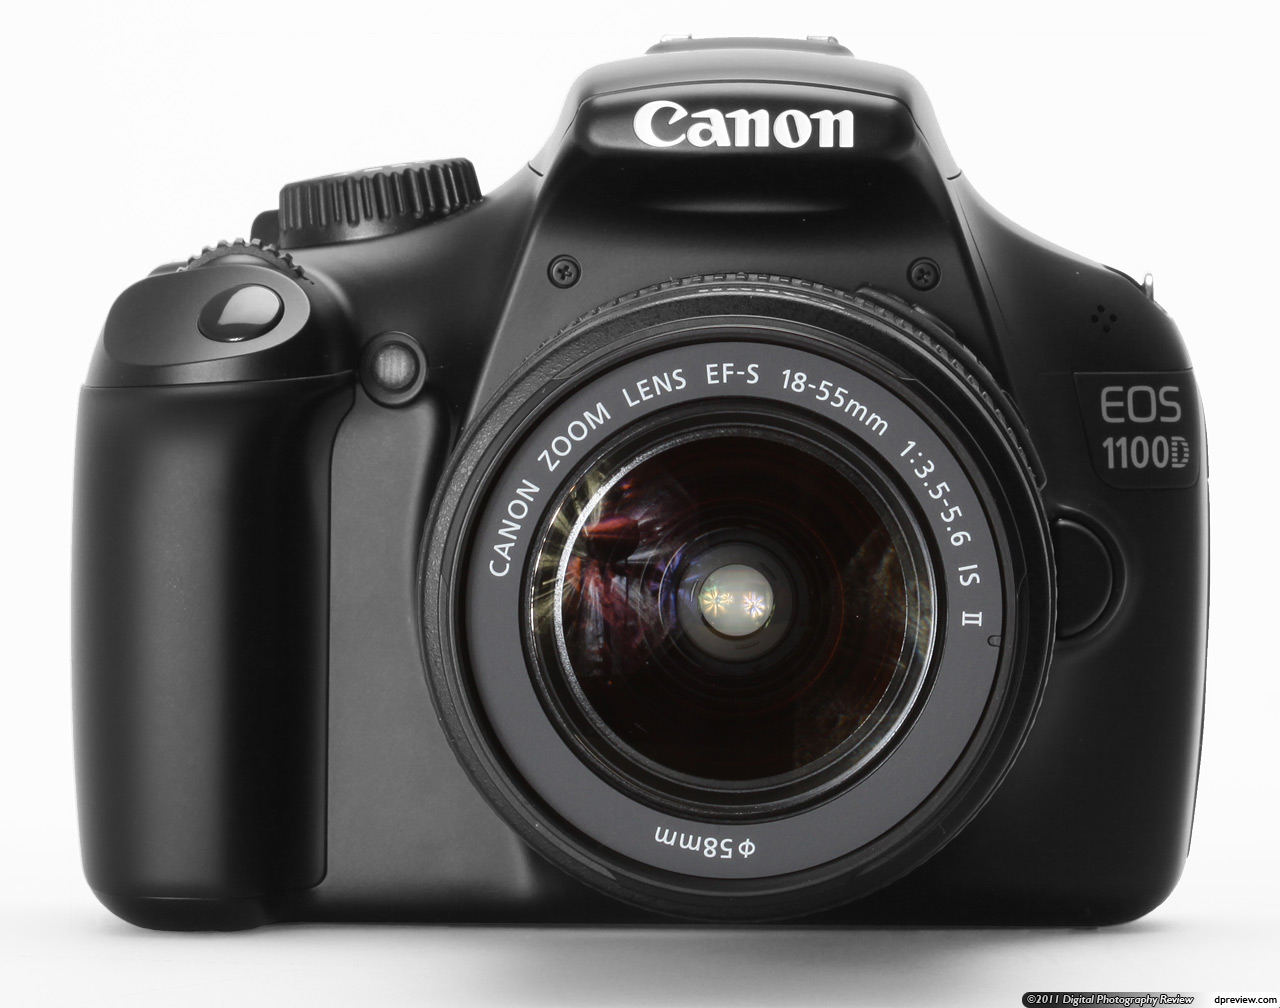 Canon
EOS
1100D
CANON ZOOM LENS EF-S 18-55mm 1:3.5-5.6 IS II
φ58mm
©2011 Digital Photography Review dpreview.com